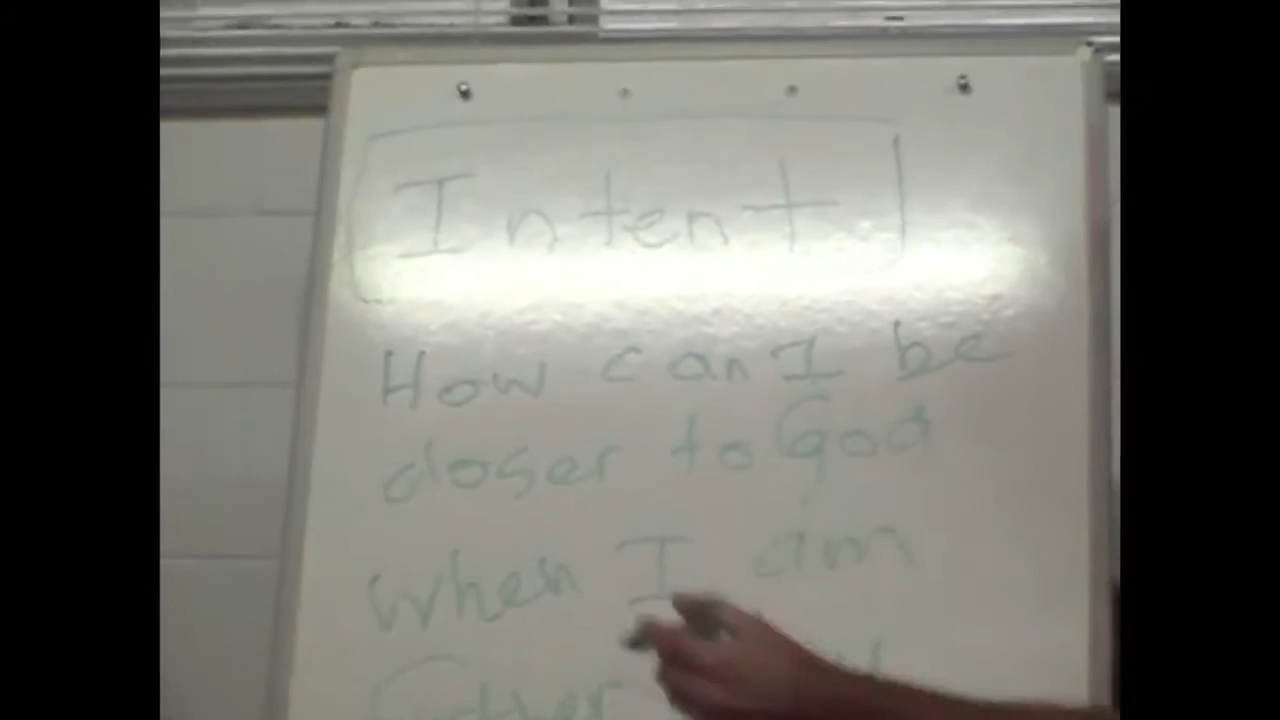 Intent
How can I be
closer to God
when I am